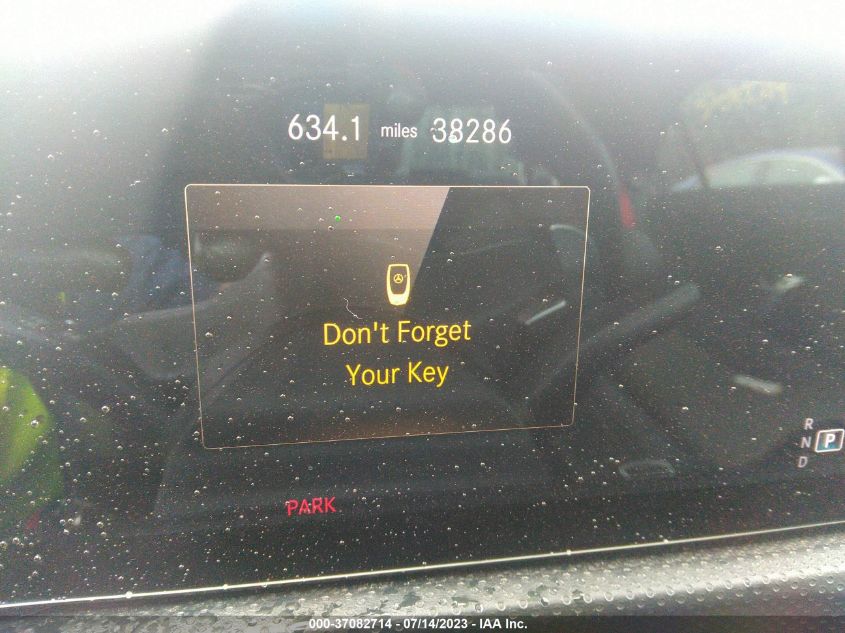 634.1 miles 38286
Don't Forget
Your Key
R
N P
D
PARK
000-37082714 - 07/14/2023 - IAA Inc.